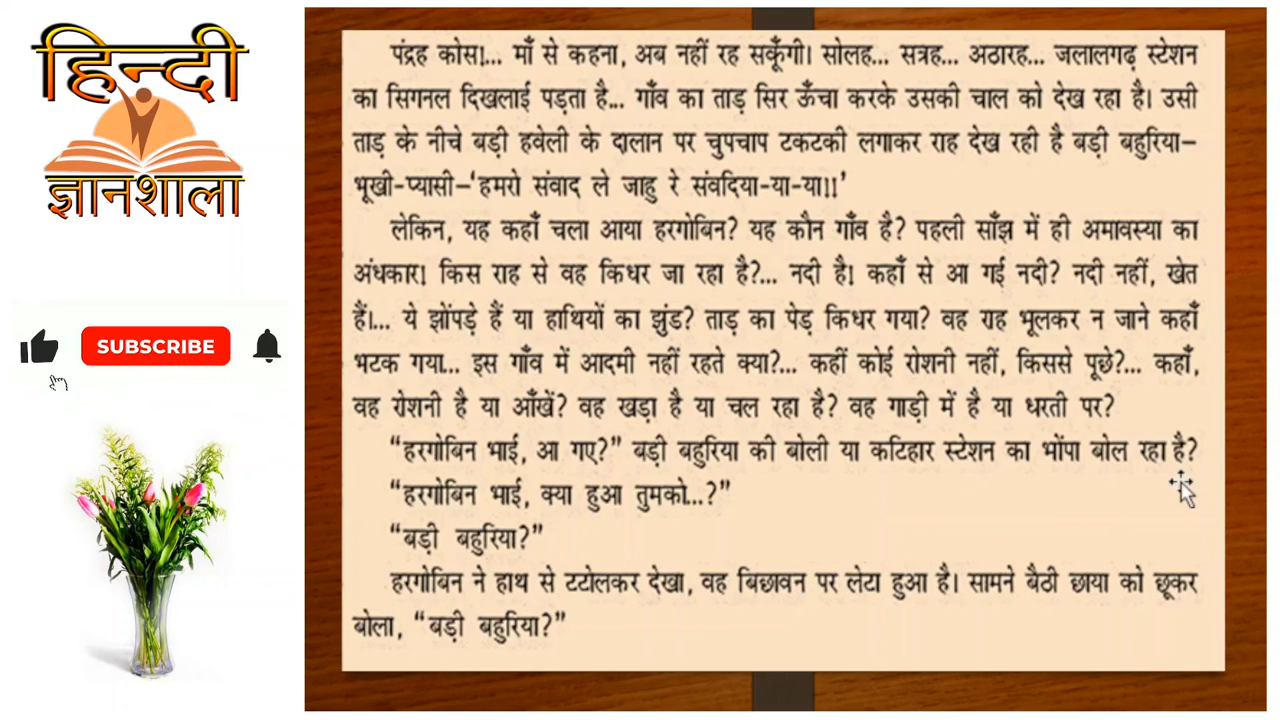 हिन्दी
ज्ञानशाला
SUBSCRIBE
पंद्रह कोस!... माँ से कहना, अब नहीं रह सकूँगी। सोलह... सत्रह... अठारह... जलालगढ़ स्टेशन
का सिगनल दिखलाई पड़ता है... गाँव का ताड़ सिर ऊँचा करके उसकी चाल को देख रहा है। उसी
ताड़ के नीचे बड़ी हवेली के दालान पर चुपचाप टकटकी लगाकर राह देख रही है बड़ी बहुरिया–
भूखी-प्यासी–‘हमरो संवाद ले जाहु रे संवदिया-या-या!!’
लेकिन, यह कहाँ चला आया हरगोबिन? यह कौन गाँव है? पहली साँझ में ही अमावस्या का
अंधकार! किस राह से वह किधर जा रहा है?... नदी है! कहाँ से आ गई नदी? नदी नहीं, खेत
हैं।... ये झोंपड़े हैं या हाथियों का झुंड? ताड़ का पेड़ किधर गया? वह राह भूलकर न जाने कहाँ
भटक गया... इस गाँव में आदमी नहीं रहते क्या?... कहीं कोई रोशनी नहीं, किससे पूछे?... कहाँ,
वह रोशनी है या आँखें? वह खड़ा है या चल रहा है? वह गाड़ी में है या धरती पर?
“हरगोबिन भाई, आ गए?” बड़ी बहुरिया की बोली या कटिहार स्टेशन का भोंपा बोल रहा है?
“हरगोबिन भाई, क्या हुआ तुमको...?”
“बड़ी बहुरिया?”
हरगोबिन ने हाथ से टटोलकर देखा, वह बिछावन पर लेटा हुआ है। सामने बैठी छाया को छूकर
बोला, “बड़ी बहुरिया?”